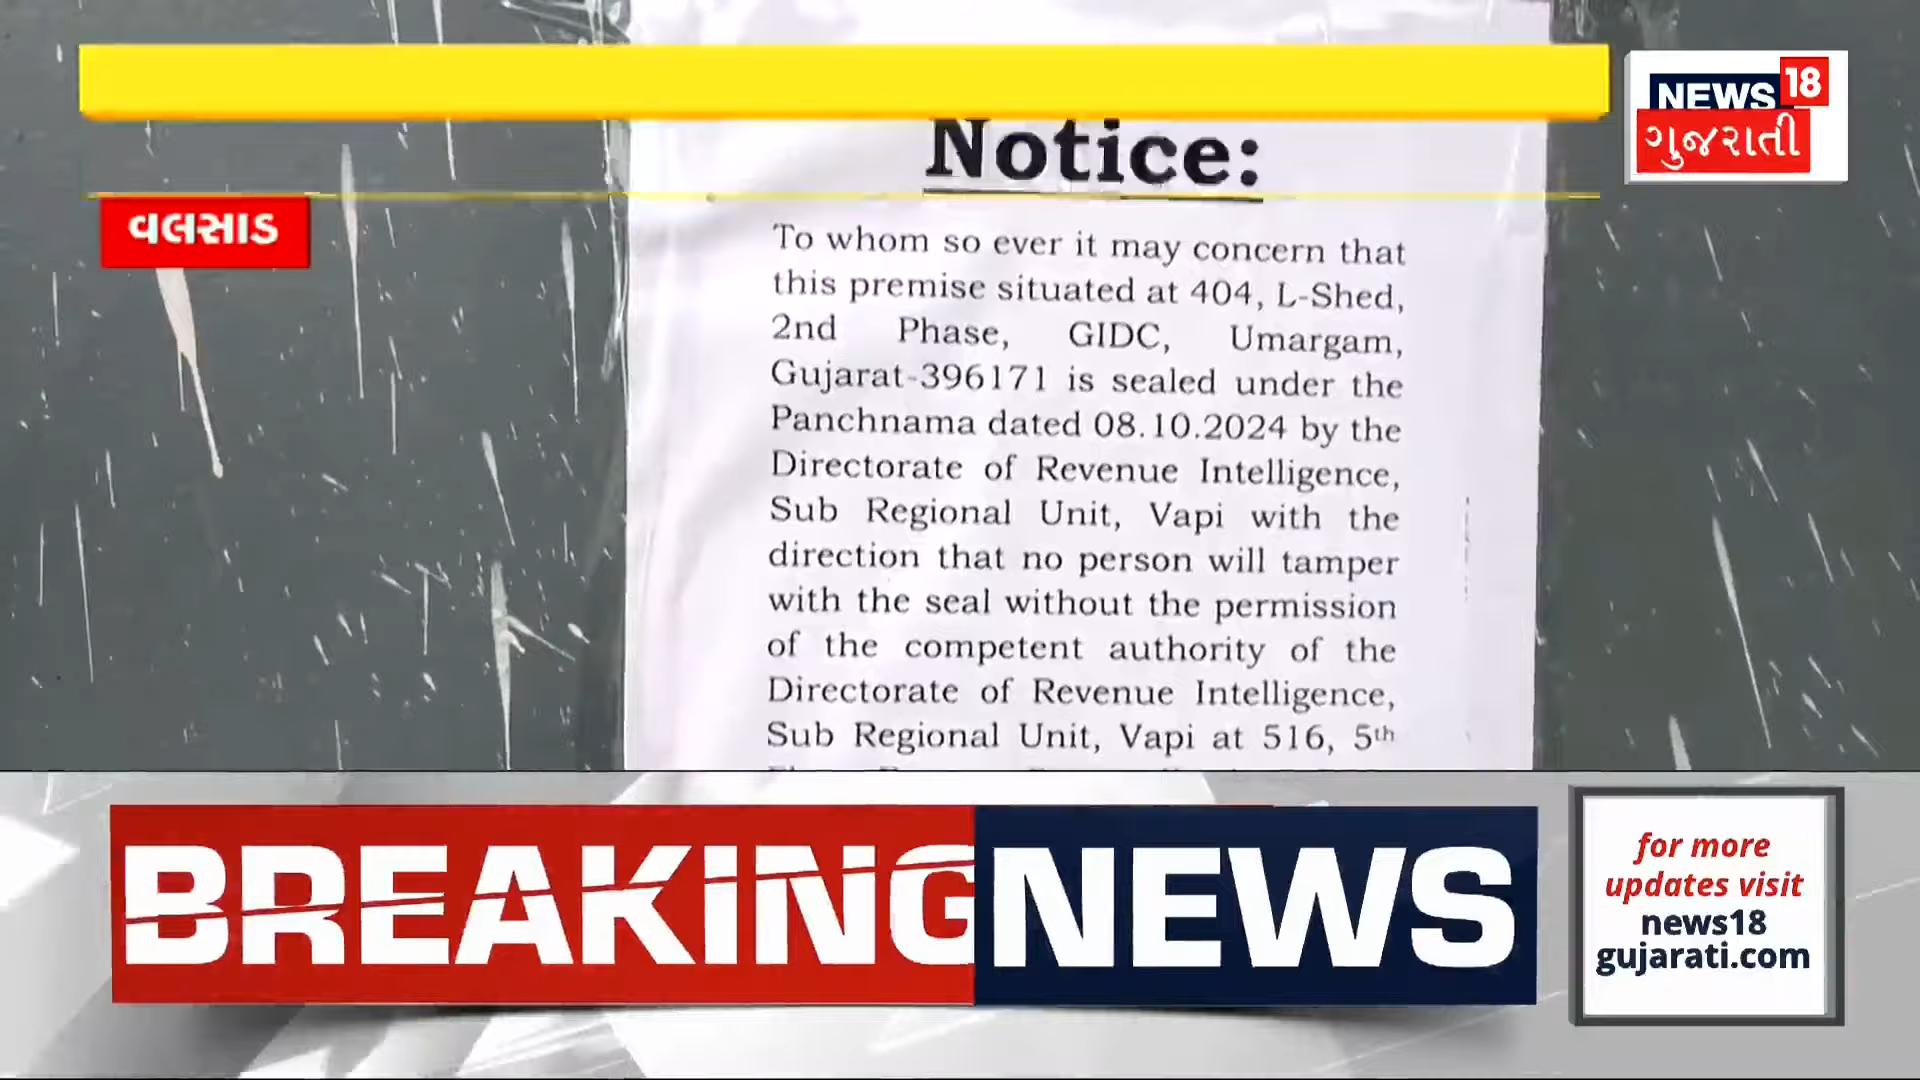 Notice:
NEWS 18
ગુજરાતી
વલસાડ
To whom so ever it may concern that
this premise situated at 404, L-Shed,
2nd Phase, GIDC, Umargam,
Gujarat-396171 is sealed under the
Panchnama dated 08.10.2024 by the
Directorate of Revenue Intelligence,
Sub Regional Unit, Vapi with the
direction that no person will tamper
with the seal without the permission
of the competent authority of the
Directorate of Revenue Intelligence,
Sub Regional Unit, Vapi at 516, 5th
BREAKING NEWS
for more
updates visit
news18
gujarati.com